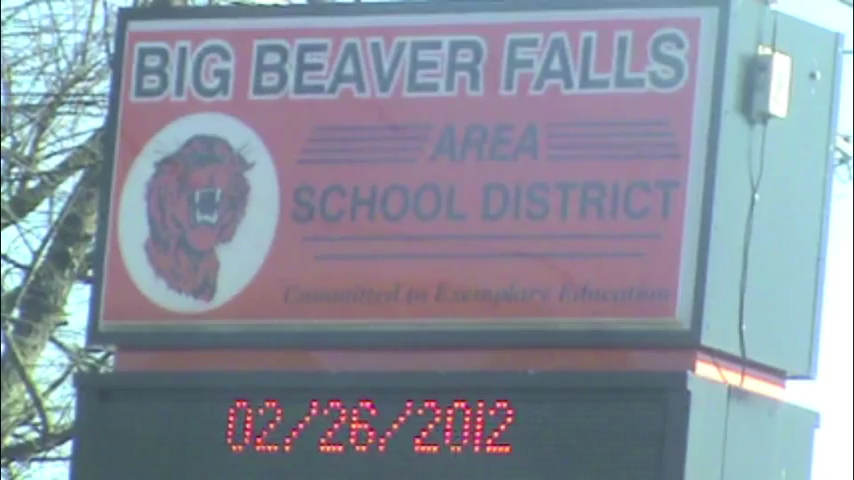 BIG BEAVER FALLS
AREA
SCHOOL DISTRICT
Committed to Exemplary Education
02/26/2012